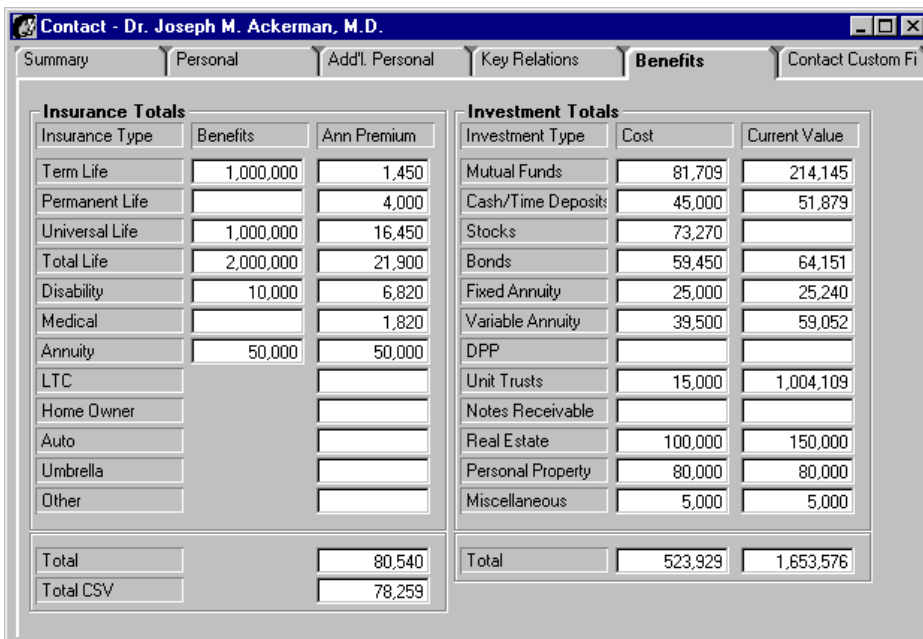 Contact - Dr. Joseph M. Ackerman, M.D.
Summary Personal Add'l. Personal Key Relations Benefits Contact Custom Fi
Insurance Totals
Insurance Type Benefits Ann Premium
Term Life 1,000,000 1,450
Permanent Life 4,000
Universal Life 1,000,000 16,450
Total Life 2,000,000 21,900
Disability 10,000 6,820
Medical 1,820
Annuity 50,000 50,000
LTC
Home Owner
Auto
Umbrella
Other
Total 80,540
Total CSV 78,259
Investment Totals
Investment Type Cost Current Value
Mutual Funds 81,709 214,145
Cash/Time Deposits 45,000 51,879
Stocks 73,270
Bonds 59,450 64,151
Fixed Annuity 25,000 25,240
Variable Annuity 39,500 59,052
DPP
Unit Trusts 15,000 1,004,109
Notes Receivable
Real Estate 100,000 150,000
Personal Property 80,000 80,000
Miscellaneous 5,000 5,000
Total 523,929 1,653,576